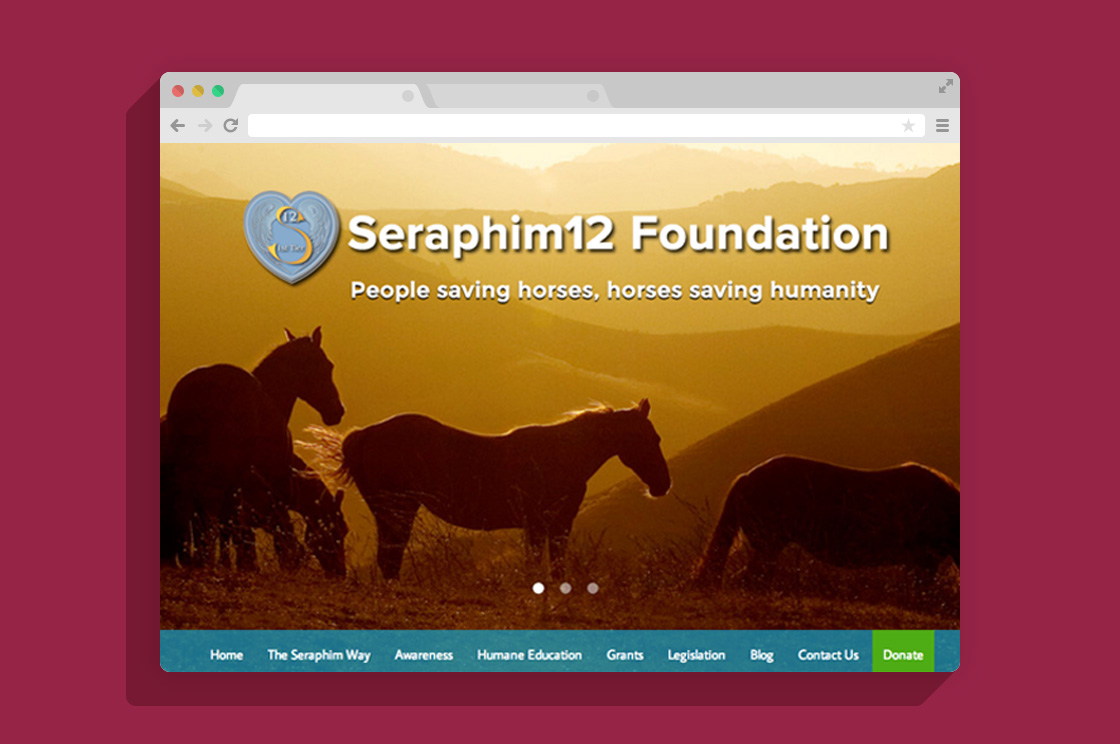 12
Seraphim12 Foundation
People saving horses, horses saving humanity
Home The Seraphim Way Awareness Humane Education Grants Legislation Blog Contact Us Donate